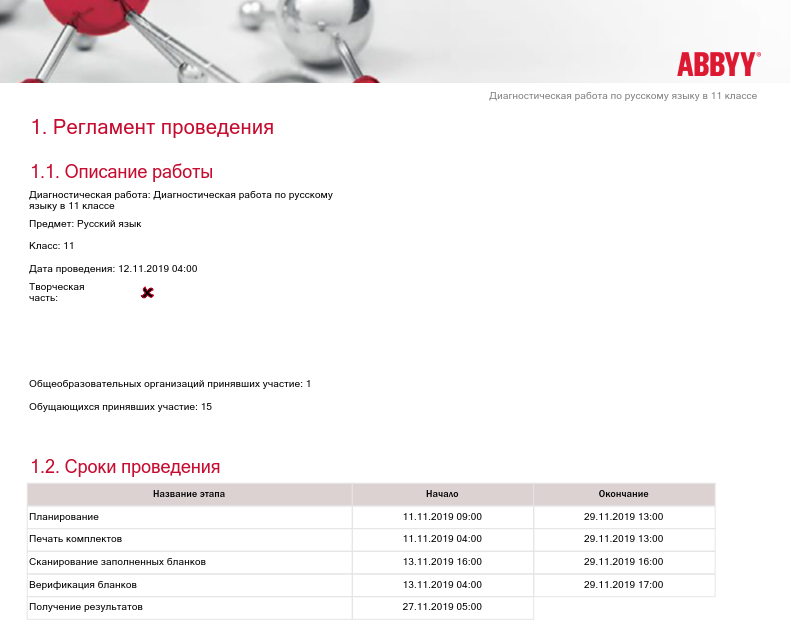 ABBYY®
Диагностическая работа по русскому языку в 11 классе
1. Регламент проведения
1.1. Описание работы
Диагностическая работа: Диагностическая работа по русскому
языку в 11 классе
Предмет: Русский язык
Класс: 11
Дата проведения: 12.11.2019 04:00
Творческая
часть:
Общеобразовательных организаций принявших участие: 1
Обущающихся принявших участие: 15
1.2. Сроки проведения
Название этапа Начало Окончание
Планирование 11.11.2019 09:00 29.11.2019 13:00
Печать комплектов 11.11.2019 04:00 29.11.2019 13:00
Сканирование заполненных бланков 13.11.2019 16:00 29.11.2019 16:00
Верификация бланков 13.11.2019 04:00 29.11.2019 17:00
Получение результатов 27.11.2019 05:00